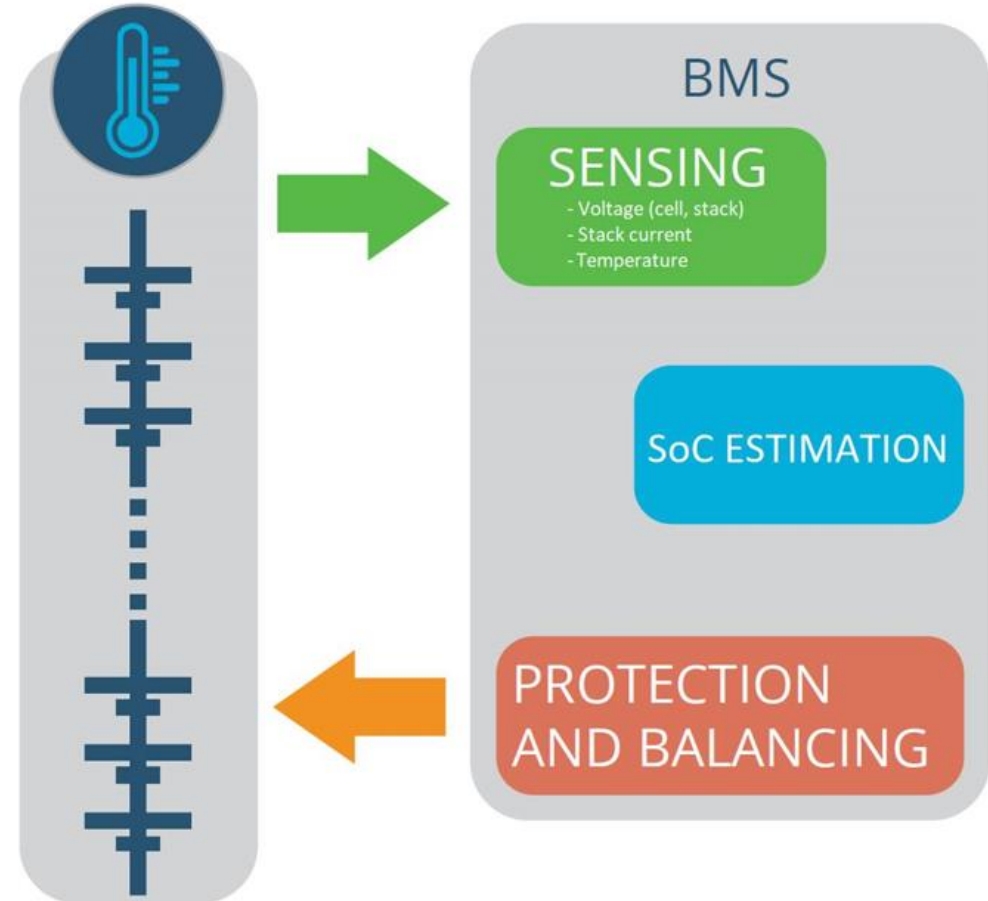 BMS
SENSING
- Voltage (cell, stack)
- Stack current
- Temperature
SoC ESTIMATION
PROTECTION
AND BALANCING